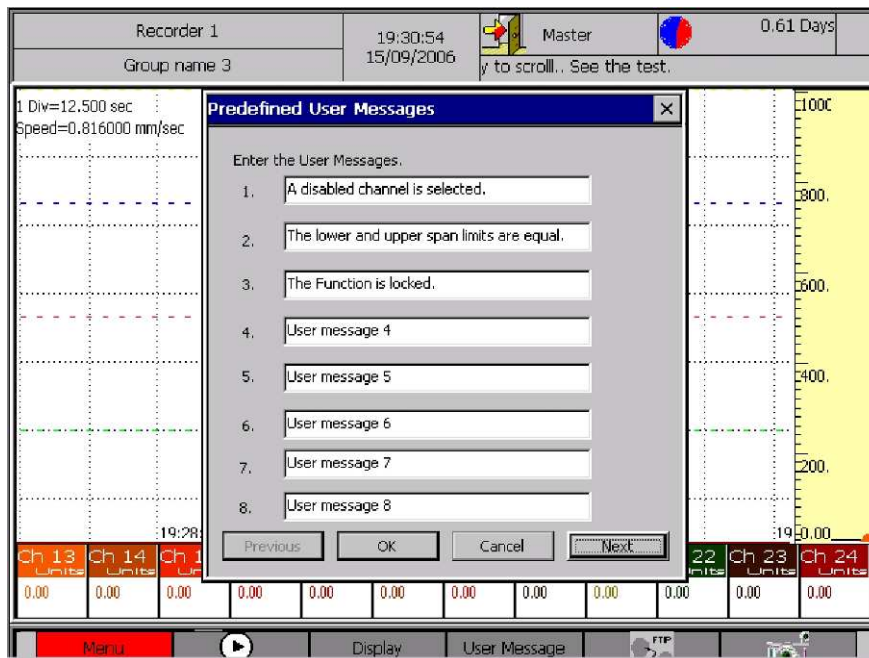 Recorder 1
Group name 3
19:30:54
15/09/2006
Master
0.61 Days
y to scrolll.. See the test.
1 Div=12.500 sec
Speed=0.816000 mm/sec
Predefined User Messages
Enter the User Messages.
1. A disabled channel is selected.
2. The lower and upper span limits are equal.
3. The Function is locked.
4. User message 4
5. User message 5
6. User message 6
7. User message 7
8. User message 8
Previous OK Cancel Next
800.
600.
400.
200.
0.00
19:28
19
Ch 13 Ch 14 Ch 1 22 Ch 23 Ch 24
Units Units Units Units
0.00 0.00 0.00 0.00 0.00 0.00 0.00 0.00 0.00 0.00 0.00 0.00
Menu Display User Message FTP